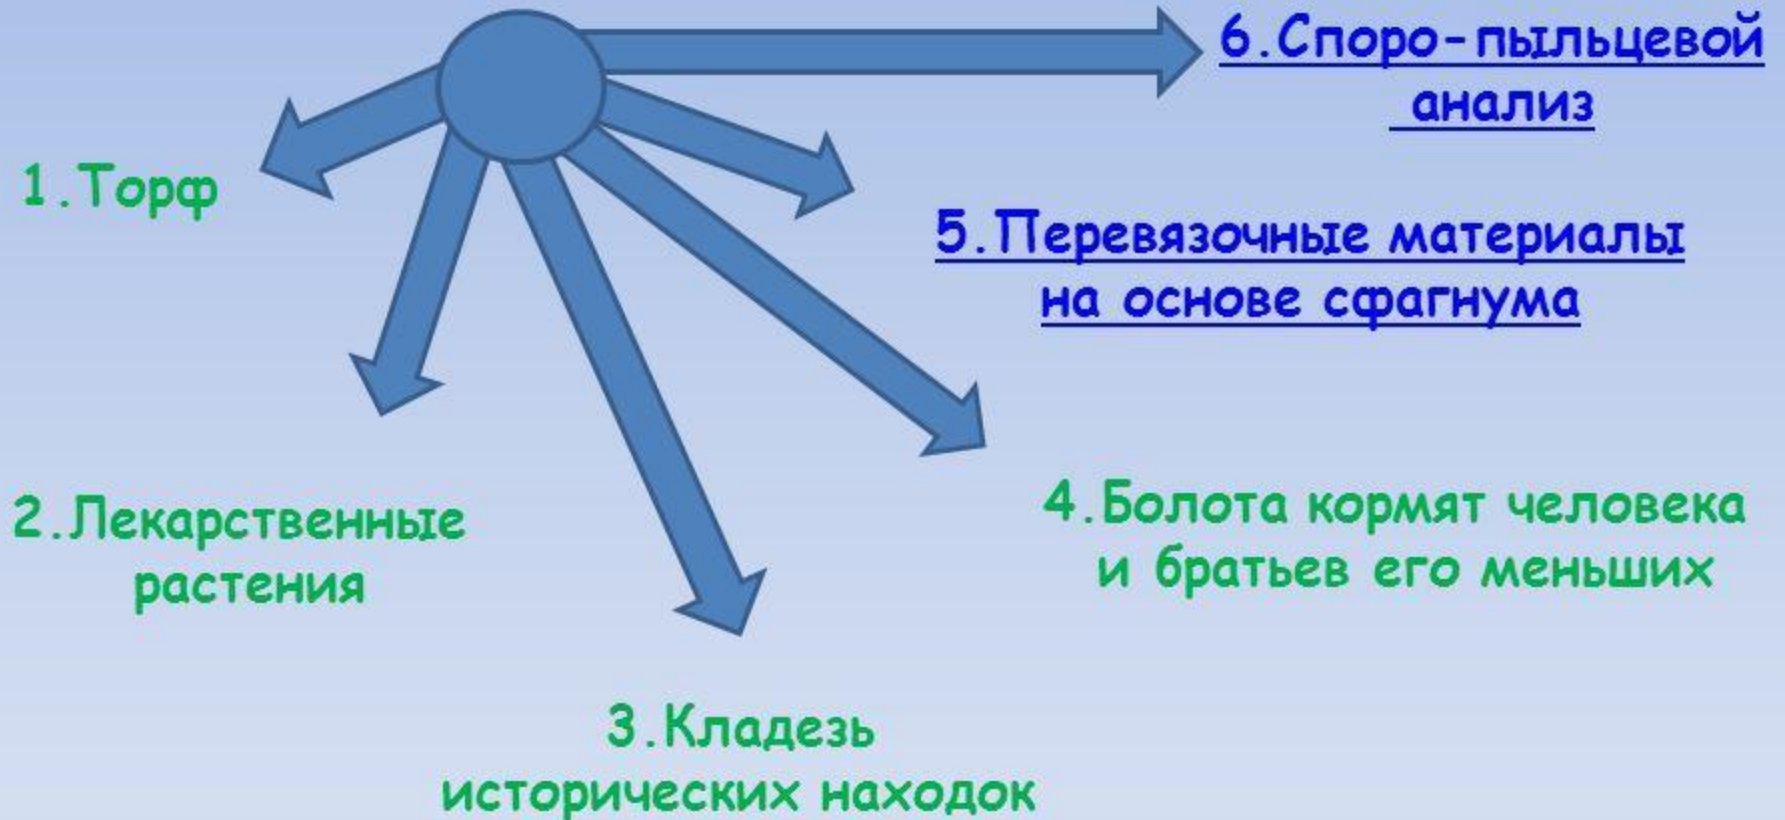 1.Торф
2.Лекарственные
растения
3.Кладезь
исторических находок
4.Болота кормят человека
и братьев его меньших
5.Перевязочные материалы
на основе сфагнума
6.Споро-пыльцевой
анализ